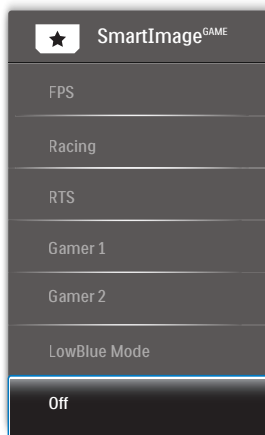 SmartImageGAME
FPS
Racing
RTS
Gamer 1
Gamer 2
LowBlue Mode
Off